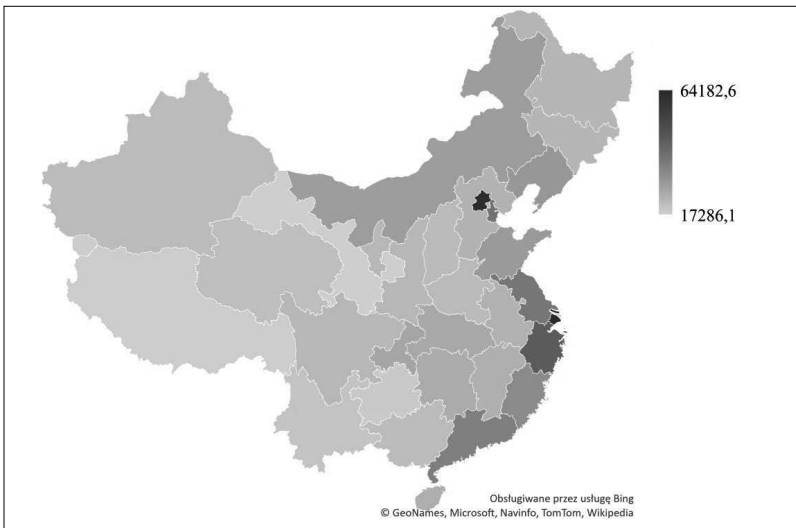 64182,6
17286,1
Obsługiwane przez usługę Bing
© GeoNames, Microsoft, Navinfo, TomTom, Wikipedia